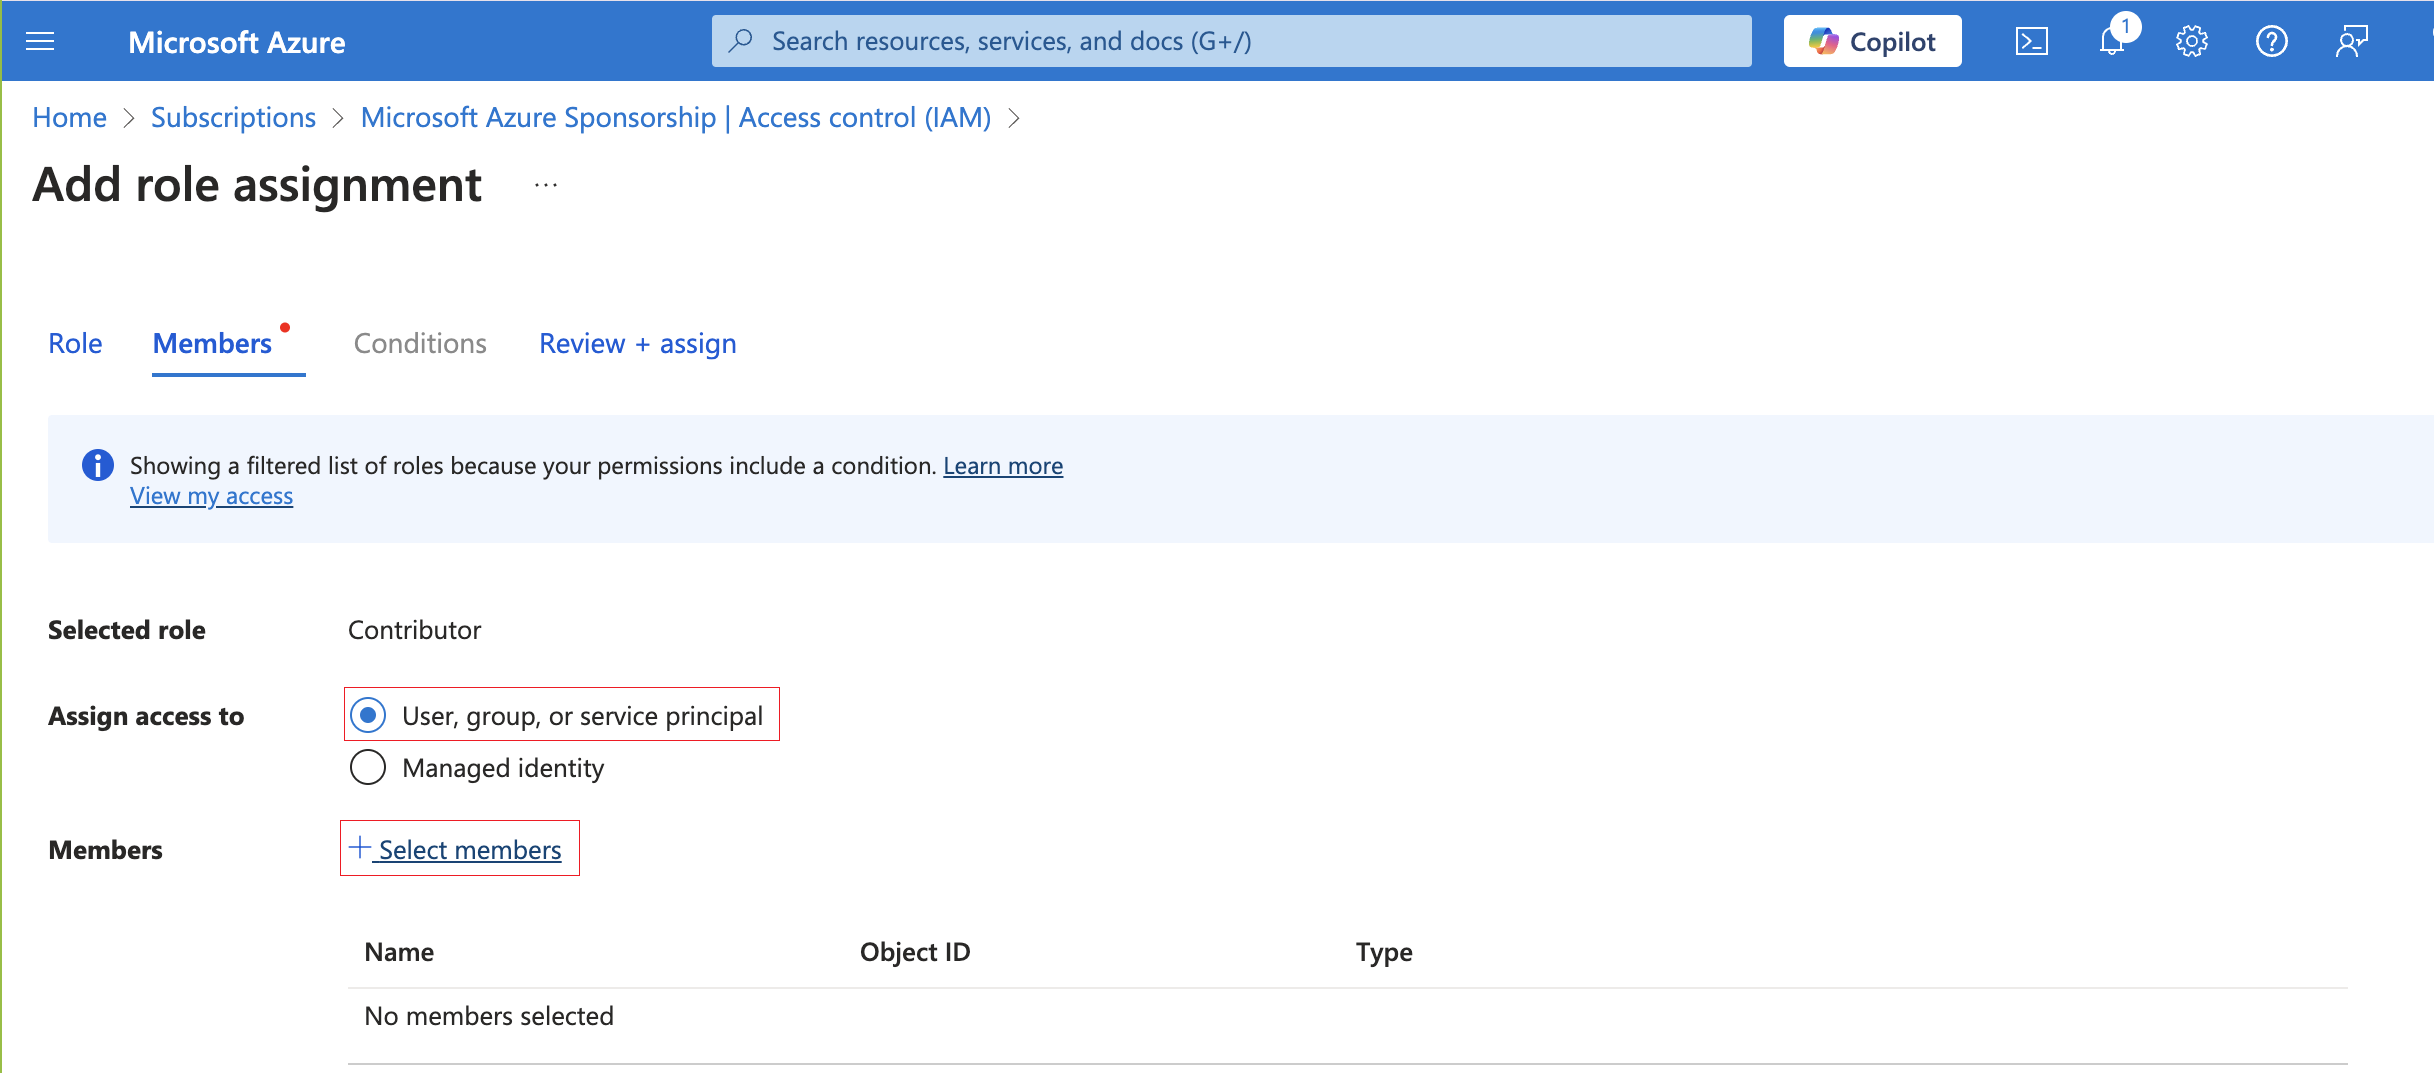 Microsoft Azure
Search resources, services, and docs (G+/)
Copilot
1
Home > Subscriptions > Microsoft Azure Sponsorship | Access control (IAM) >
Add role assignment ...
Role Members Conditions Review + assign
Showing a filtered list of roles because your permissions include a condition. Learn more
View my access
Selected role Contributor
Assign access to User, group, or service principal
Managed identity
Members + Select members
Name Object ID Type
No members selected